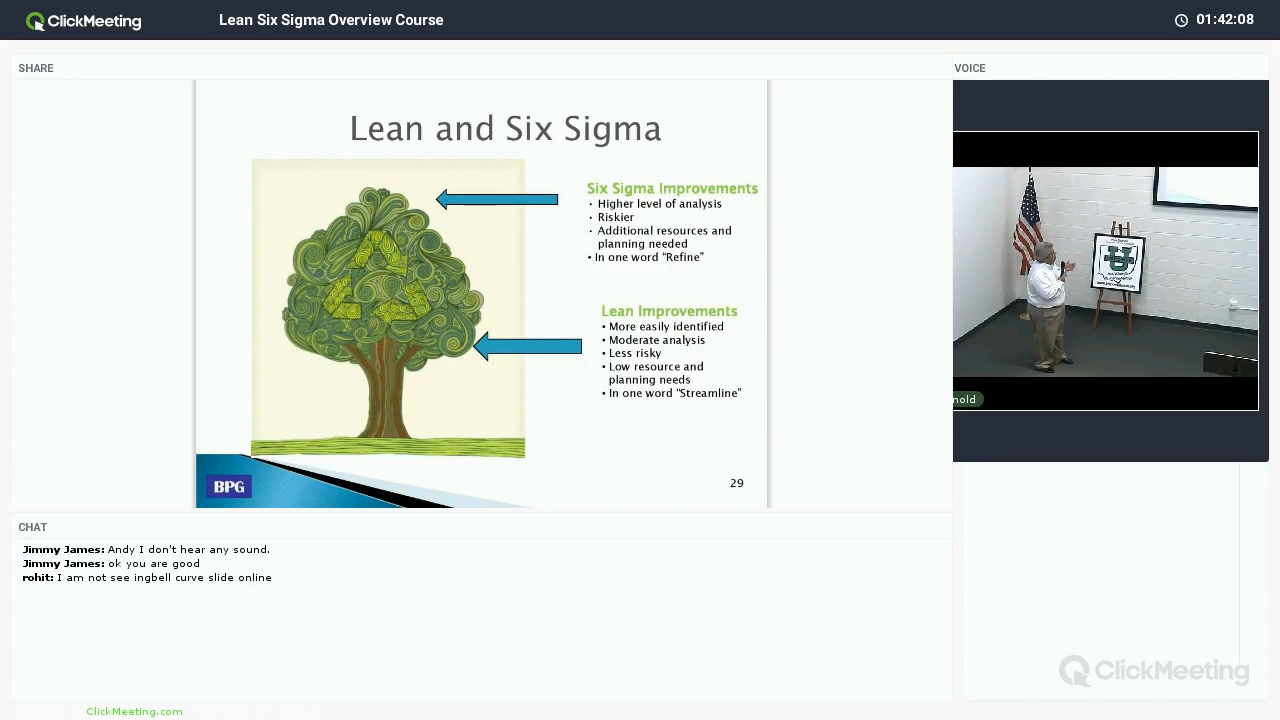 ClickMeeting
Lean Six Sigma Overview Course
01:42:08
SHARE
VOICE
Lean and Six Sigma
Six Sigma Improvements
• Higher level of analysis
• Riskier
• Additional resources and
planning needed
• In one word “Refine”
Lean Improvements
• More easily identified
• Moderate analysis
• Less risky
• Low resource and
planning needs
• In one word “Streamline”
BPG
29
nold
CHAT
Jimmy James: Andy I don't hear any sound.
Jimmy James: ok you are good
rohit: I am not see ingbell curve slide online
ClickMeeting
ClickMeeting.com